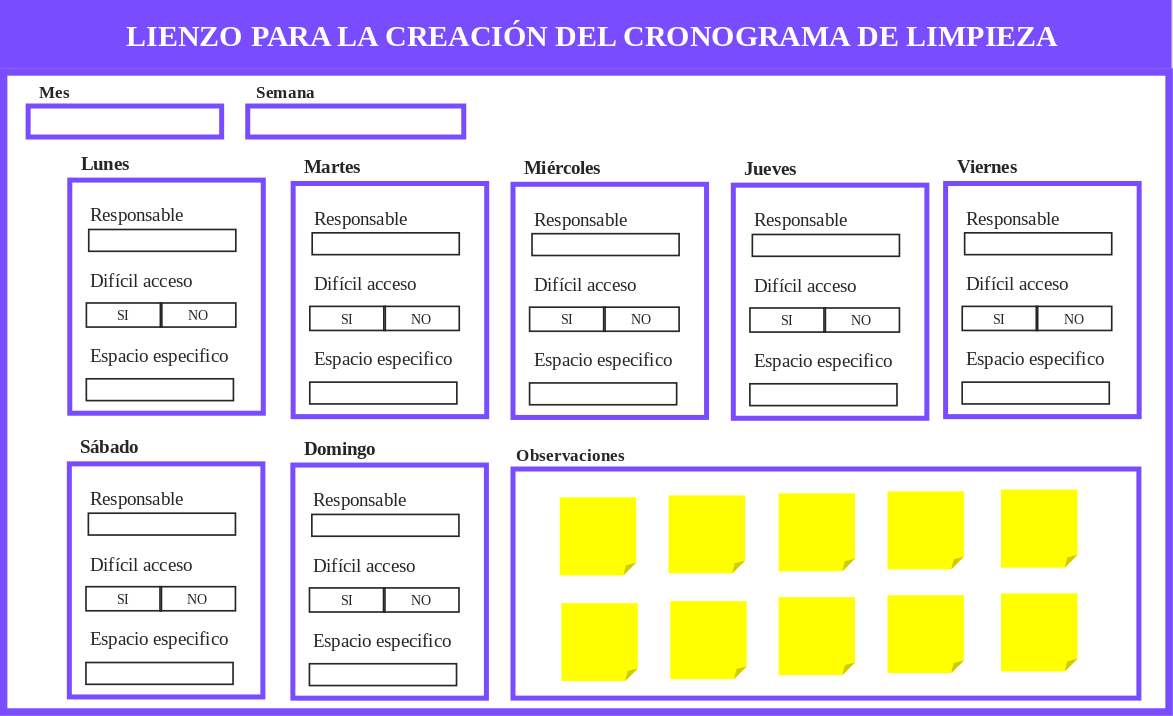 LIENZO PARA LA CREACIÓN DEL CRONOGRAMA DE LIMPIEZA
Mes
Semana
Lunes
Responsable
Difícil acceso
SI NO
Espacio especifico
Martes
Responsable
Difícil acceso
SI NO
Espacio especifico
Miércoles
Responsable
Difícil acceso
SI NO
Espacio especifico
Jueves
Responsable
Difícil acceso
SI NO
Espacio especifico
Viernes
Responsable
Difícil acceso
SI NO
Espacio especifico
Sábado
Responsable
Difícil acceso
SI NO
Espacio especifico
Domingo
Responsable
Difícil acceso
SI NO
Espacio especifico
Observaciones